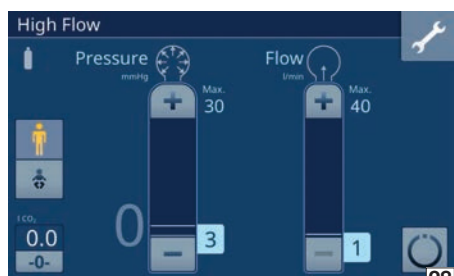 High Flow
Pressure
mmHg
Max.
30
Flow
l/min
Max.
40
0
3
1
l CO₂
0.0
-0-